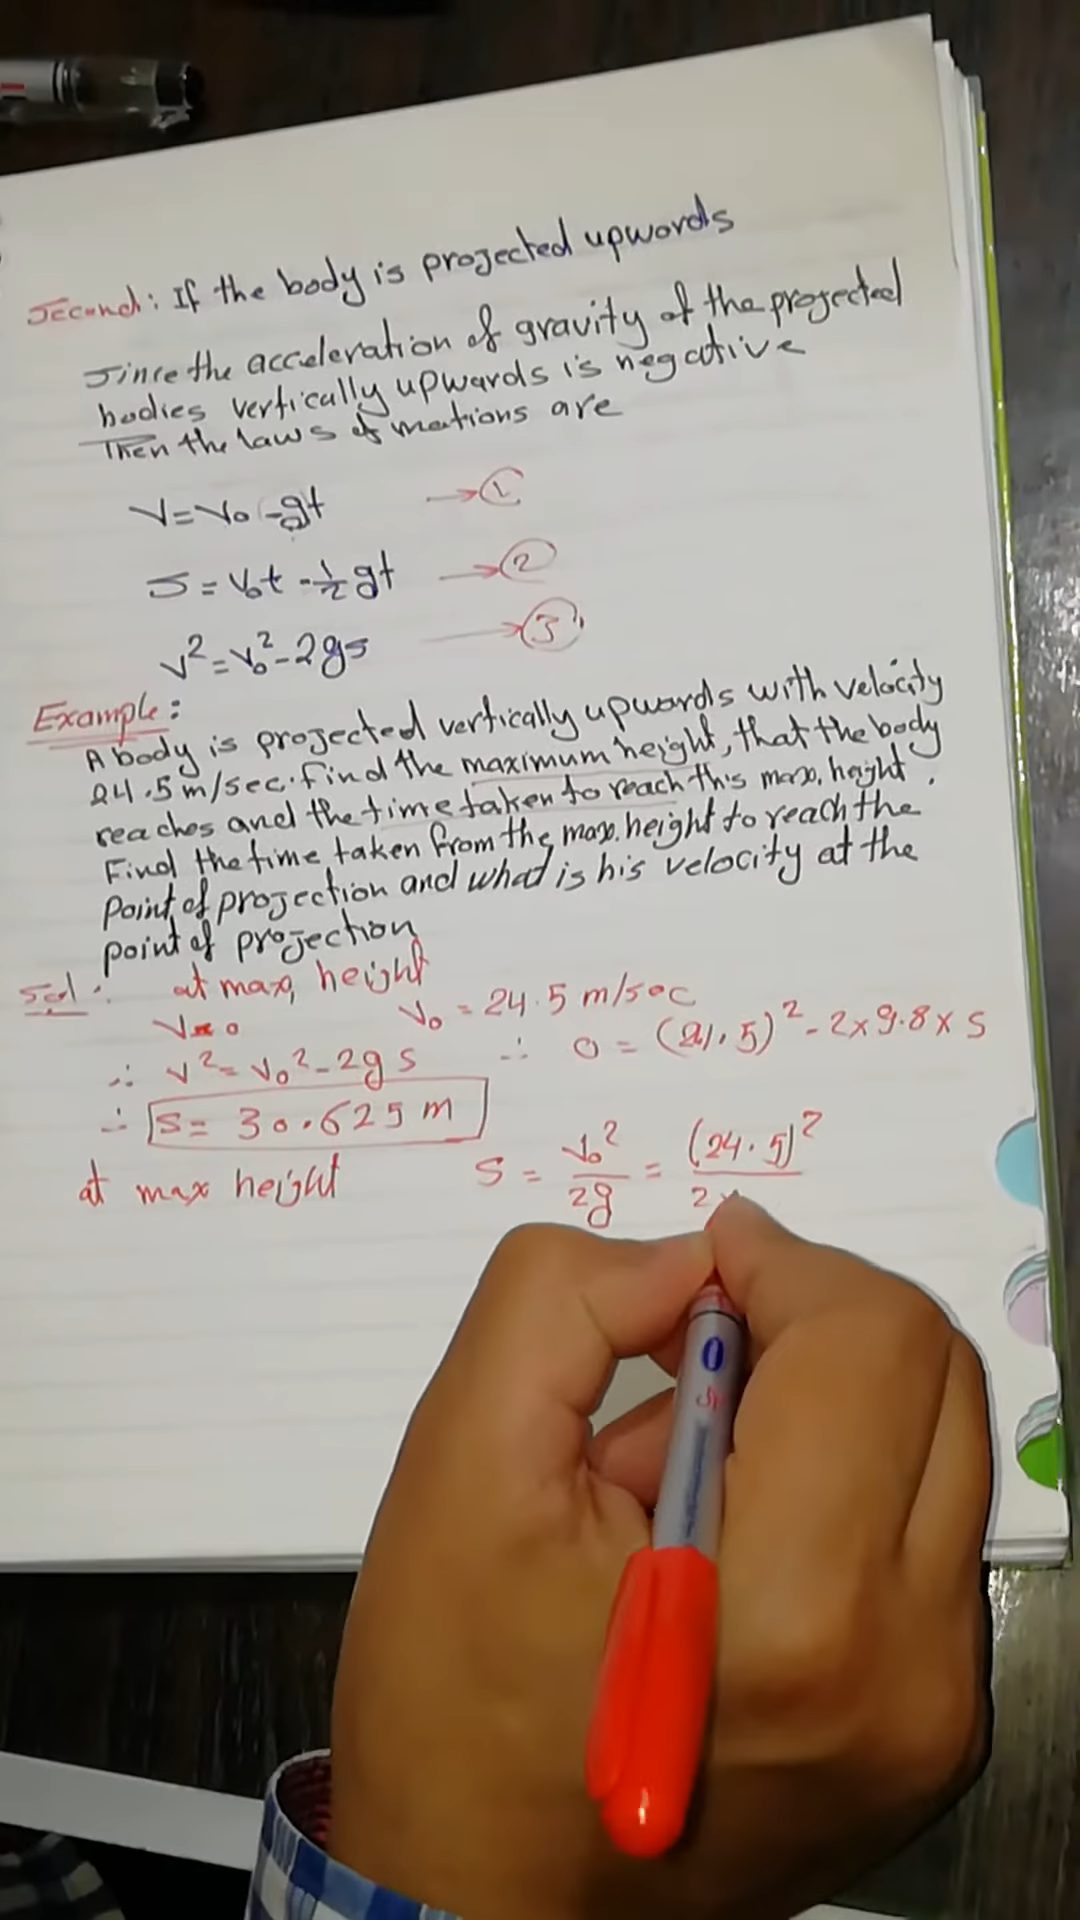 Second: If the body is projected upwords
Since the acceleration of gravity of the projected
bodies vertically upwards is negative
Then the laws of motions are
V = V₀ - gt → ①
S = V₀t - ½ gt → ②
V² = V₀² - 2gs → ③
Example:
A body is projected vertically upwards with velocity
24.5 m/sec. find the maximum height, that the body
reaches and the time taken to reach this max. height.
Find the time taken from the max. height to reach the
point of projection and what is his velocity at the
point of projection
Sol: at max, height
V = 0 V₀ = 24.5 m/sec
∴ V² = V₀² - 2gs ∴ 0 = (24.5)² - 2×9.8×S
∴ S = 30.625 m
at max height S = V₀²/2g = (24.5)²/2×